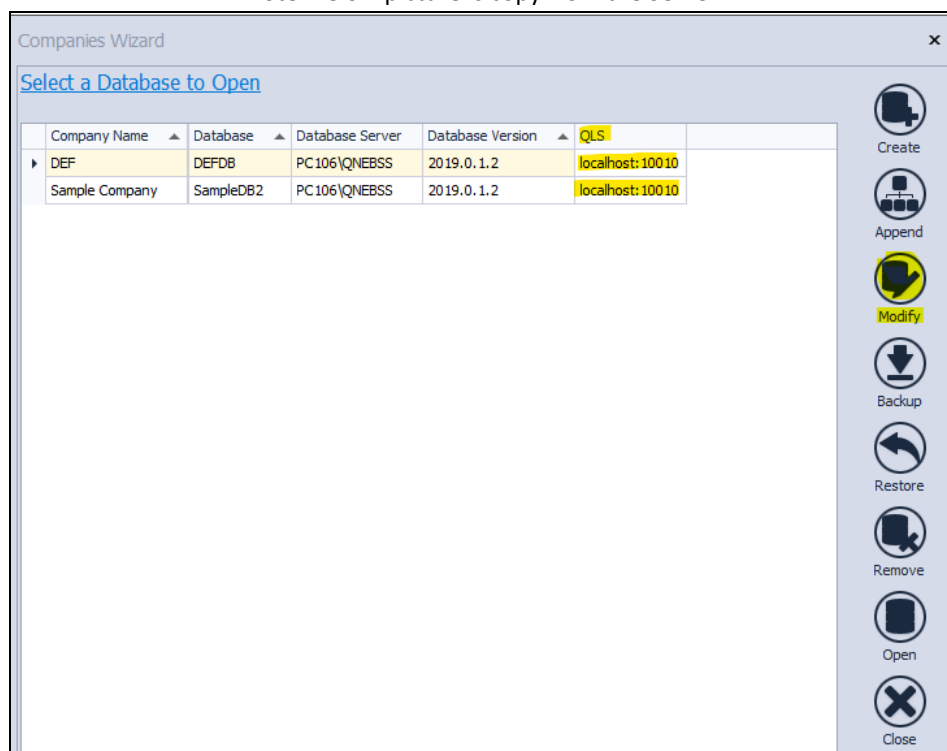 Companies Wizard
Select a Database to Open
Company Name Database Database Server Database Version QLS
DEF DEFDB PC106\QNEBSS 2019.0.1.2 localhost:10010
Sample Company SampleDB2 PC106\QNEBSS 2019.0.1.2 localhost:10010
Create
Append
Modify
Backup
Restore
Remove
Open
Close